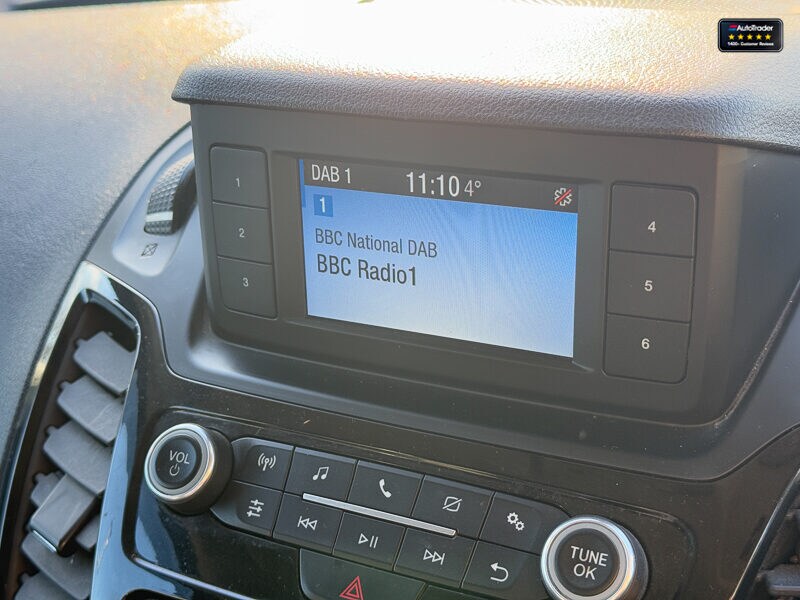 AutoTrader
1400+ Customer Reviews
DAB 1 11:10 4°
1
BBC National DAB
BBC Radio1
1
2
3
4
5
6
VOL
TUNE
OK